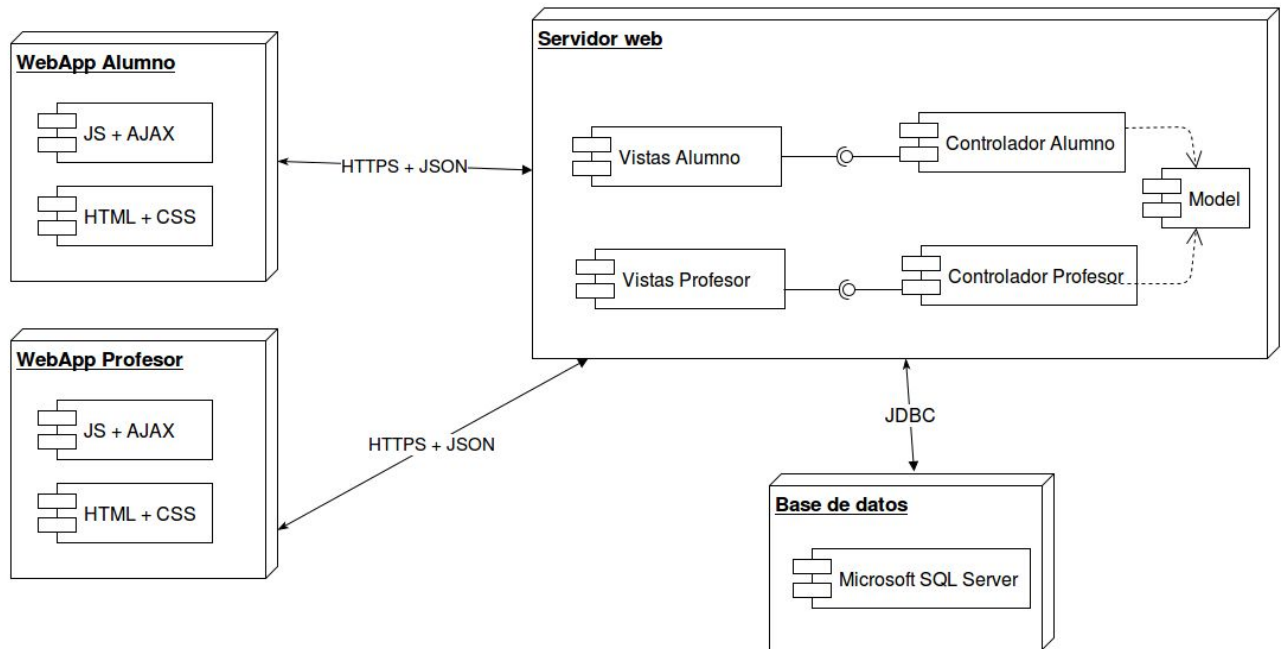 WebApp Alumno
JS + AJAX
HTML + CSS
HTTPS + JSON
Servidor web
Vistas Alumno
Controlador Alumno
Model
Vistas Profesor
Controlador Profesor
WebApp Profesor
JS + AJAX
HTML + CSS
HTTPS + JSON
JDBC
Base de datos
Microsoft SQL Server